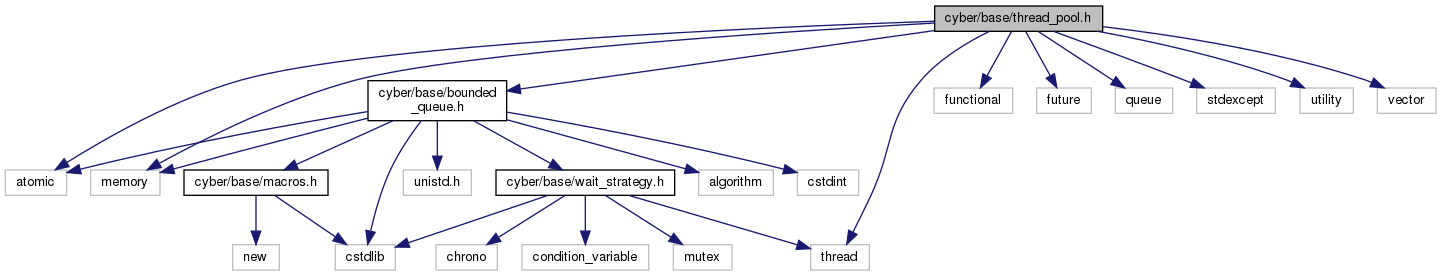 cyber/base/thread_pool.h
cyber/base/bounded
_queue.h
functional
future
queue
stdexcept
utility
vector
atomic
memory
cyber/base/macros.h
unistd.h
cyber/base/wait_strategy.h
algorithm
cstdint
new
cstdlib
chrono
condition_variable
mutex
thread